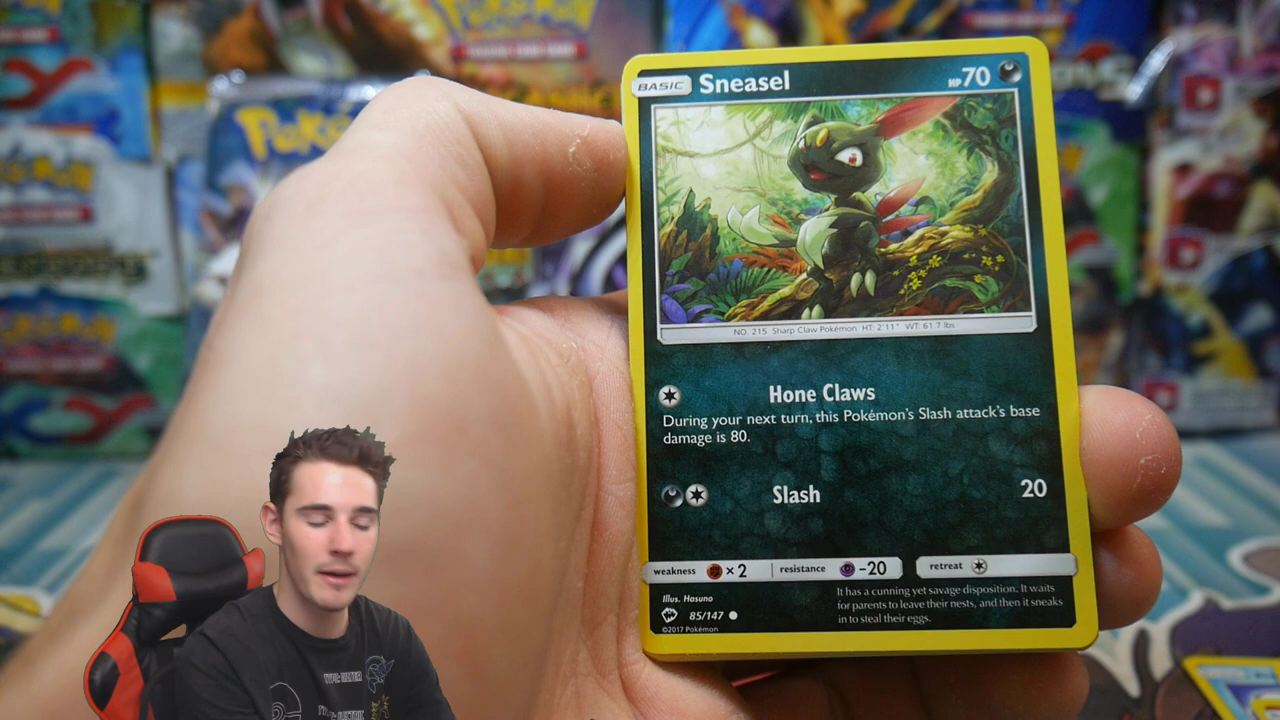 BASIC Sneasel HP 70
NO. 215 Sharp Claw Pokémon HT: 2'11" WT: 61.7 lbs
Hone Claws
During your next turn, this Pokémon's Slash attack's base
damage is 80.
Slash 20
weakness ×2 resistance -20 retreat
Illus. Hasuno
85/147
©2017 Pokémon
It has a cunning yet savage disposition. It waits
for parents to leave their nests, and then it sneaks
in to steal their eggs.